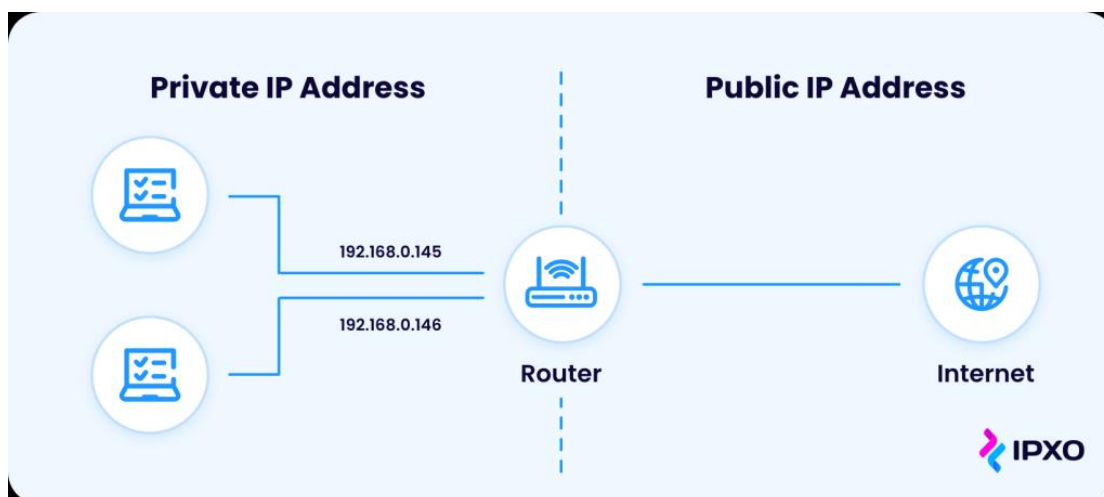 Private IP Address
Public IP Address
192.168.0.145
192.168.0.146
Router
Internet
IPXO